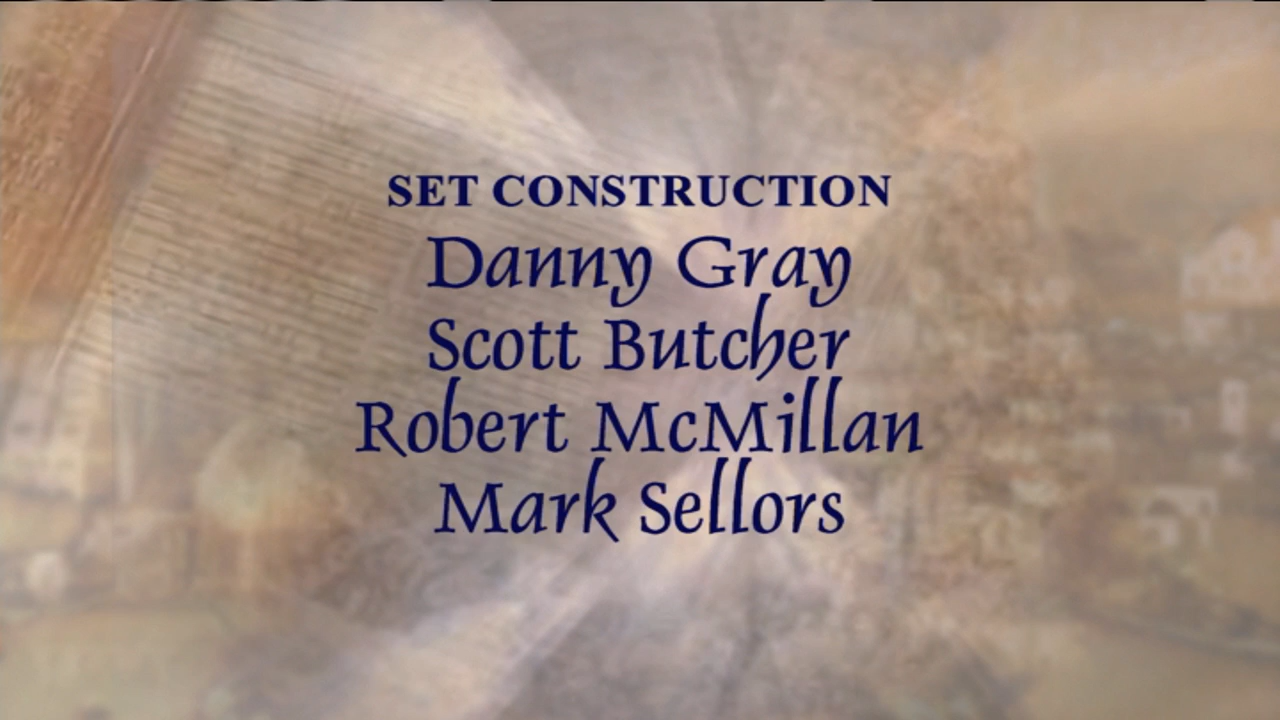 SET CONSTRUCTION
Danny Gray
Scott Butcher
Robert McMillan
Mark Sellors